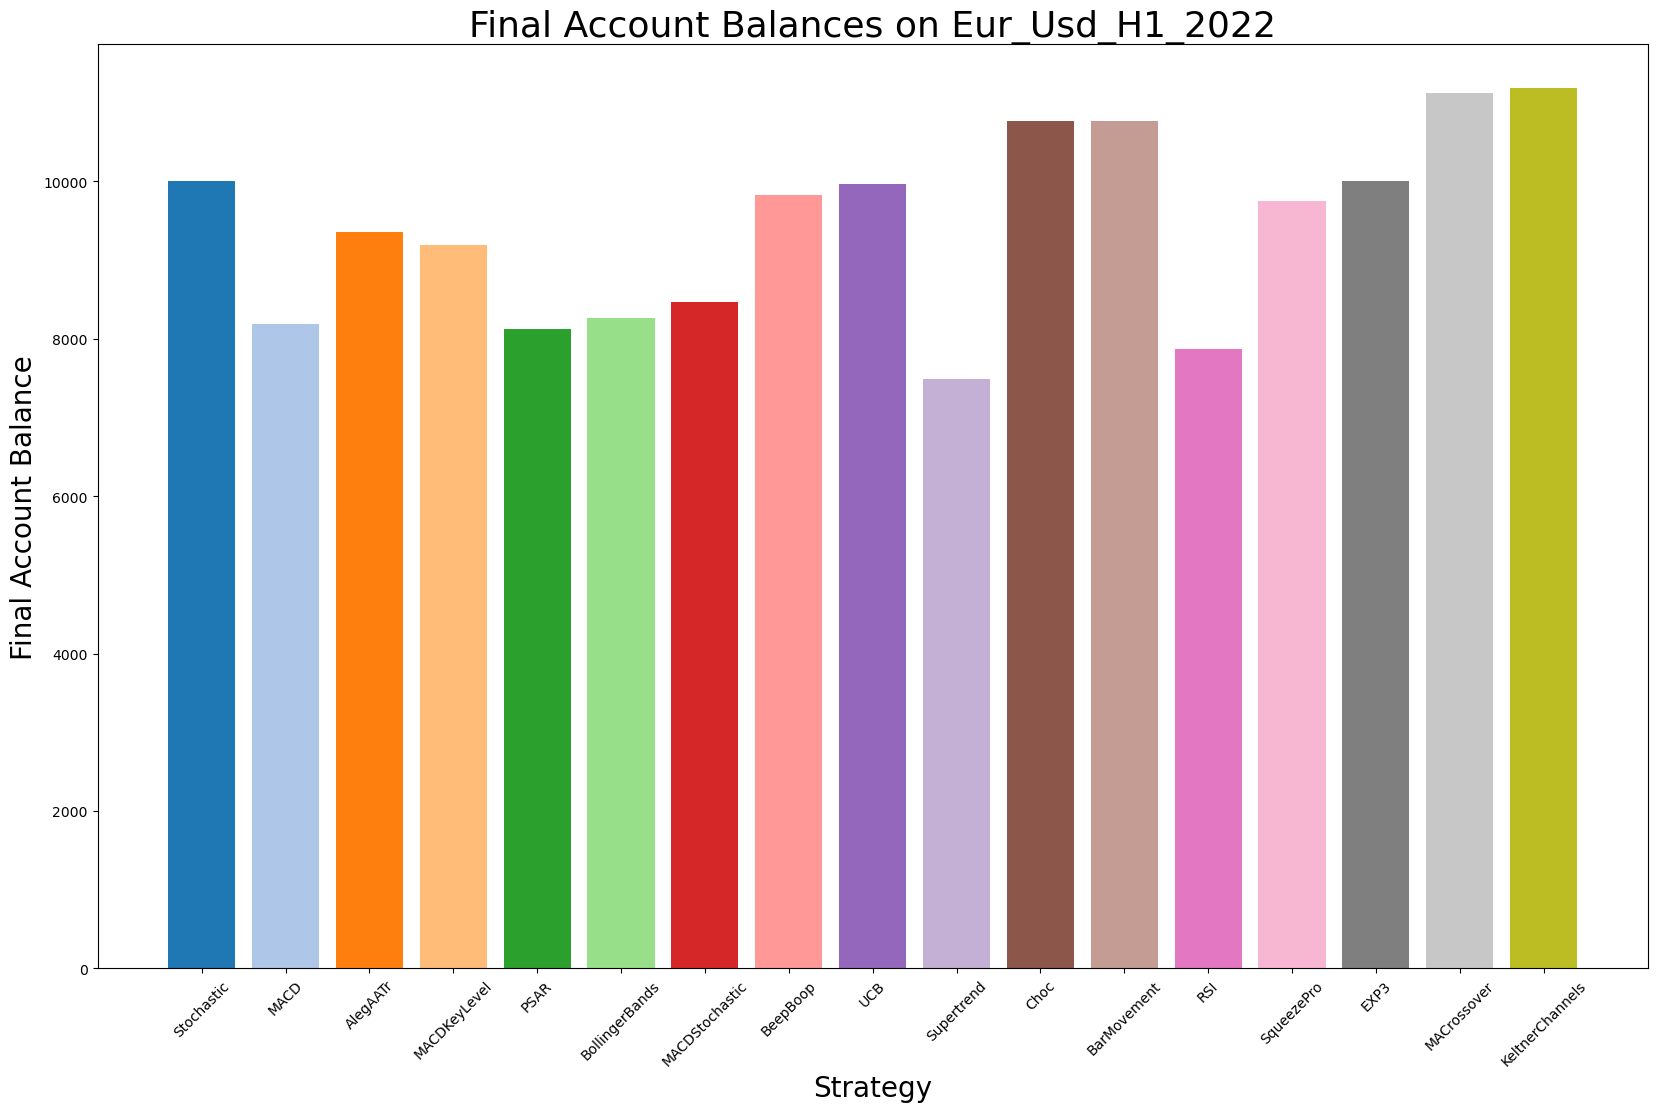 Final Account Balances on Eur_Usd_H1_2022
Final Account Balance
10000
8000
6000
4000
2000
0
Stochastic
MACD
AlegAATr
MACDKeyLevel
PSAR
BollingerBands
MACDStochastic
BeepBoop
UCB
Supertrend
Choc
BarMovement
RSI
SqueezePro
EXP3
MACrossover
KeltnerChannels
Strategy